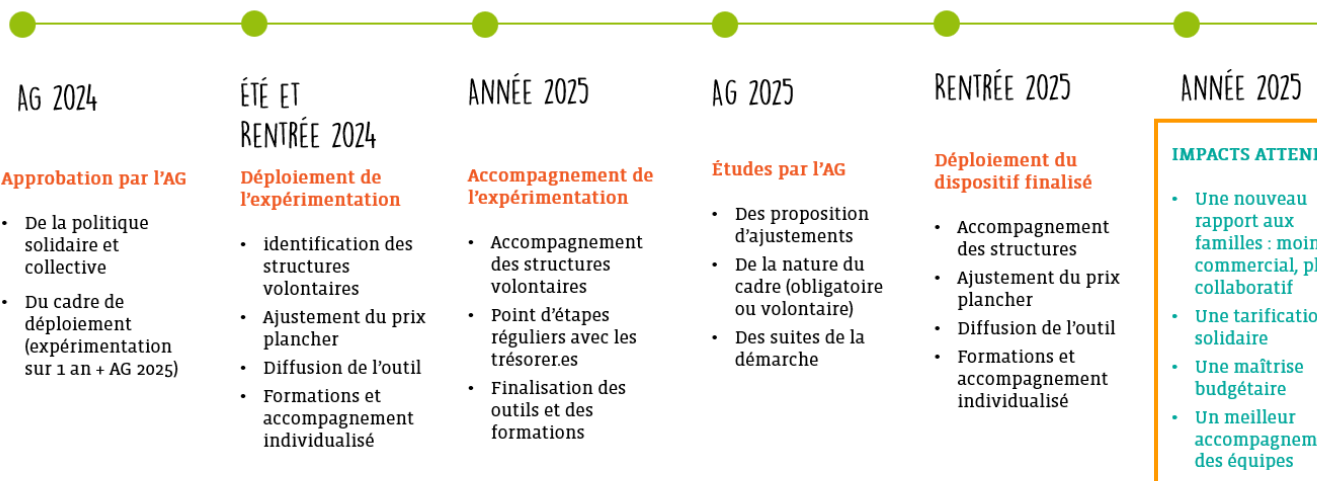 AG 2024
Approbation par l'AG
• De la politique
solidaire et
collective
• Du cadre de
déploiement
(expérimentation
sur 1 an + AG 2025)
ÉTÉ ET
RENTRÉE 2024
Déploiement de
l'expérimentation
• identification des
structures
volontaires
• Ajustement du prix
plancher
• Diffusion de l'outil
• Formations et
accompagnement
individualisé
ANNÉE 2025
Accompagnement de
l'expérimentation
• Accompagnement
des structures
volontaires
• Point d'étapes
réguliers avec les
trésorer.es
• Finalisation des
outils et des
formations
AG 2025
Études par l'AG
• Des proposition
d'ajustements
• De la nature du
cadre (obligatoire
ou volontaire)
• Des suites de la
démarche
RENTRÉE 2025
Déploiement du
dispositif finalisé
• Accompagnement
des structures
• Ajustement du prix
plancher
• Diffusion de l'outil
• Formations et
accompagnement
individualisé
ANNÉE 2025
IMPACTS
• Une nouveau
rapport aux
familles :
commercial,
collaboratif
• Une
solidaire
• Une maîtrise
budgétaire
• Un meilleur
des équipes